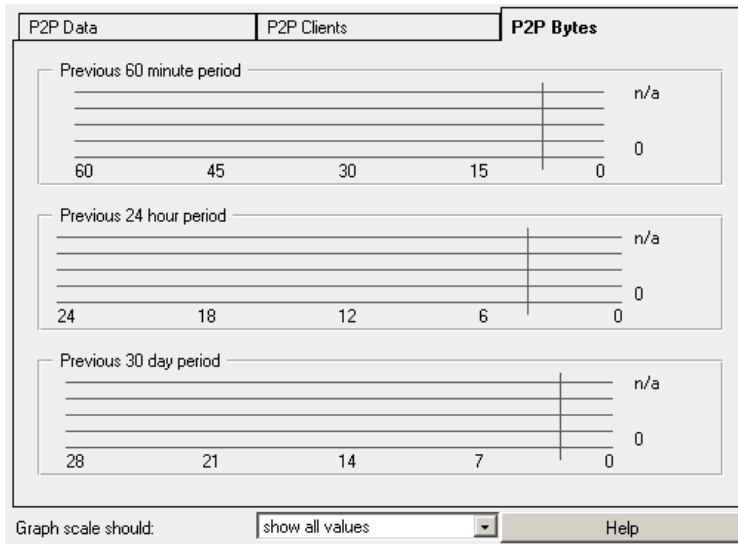 P2P Data P2P Clients P2P Bytes
Previous 60 minute period
n/a
0
60 45 30 15 0
Previous 24 hour period
n/a
0
24 18 12 6 0
Previous 30 day period
n/a
0
28 21 14 7 0
Graph scale should: show all values Help